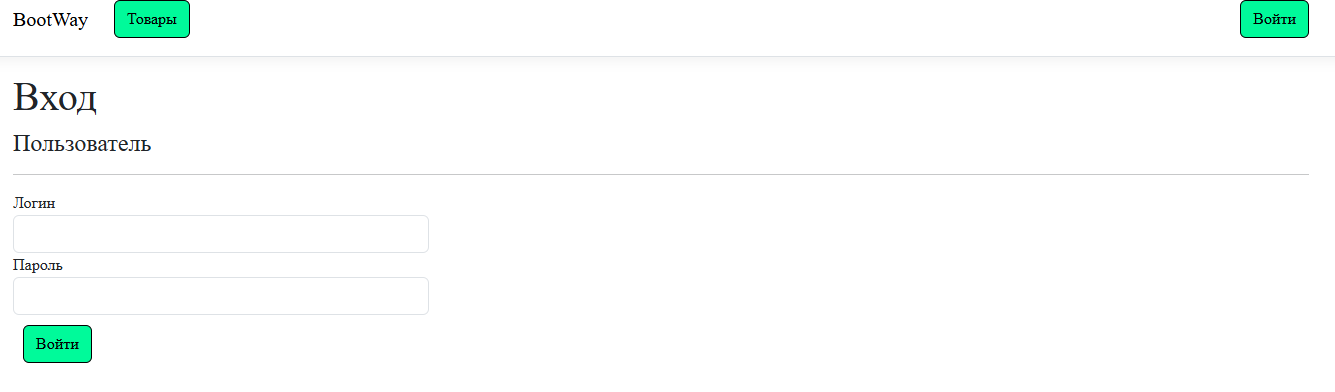 BootWay Товары Войти
Вход
Пользователь
Логин
Пароль
Войти